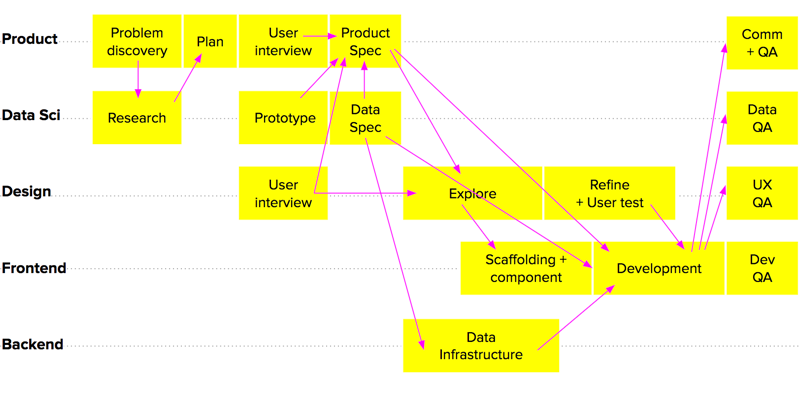 Product
Problem
discovery
Plan
User
interview
Product
Spec
Comm
+ QA
Data Sci
Research
Prototype
Data
Spec
Data
QA
Design
User
interview
Explore
Refine
+ User test
UX
QA
Frontend
Scaffolding +
component
Development
Dev
QA
Backend
Data
Infrastructure